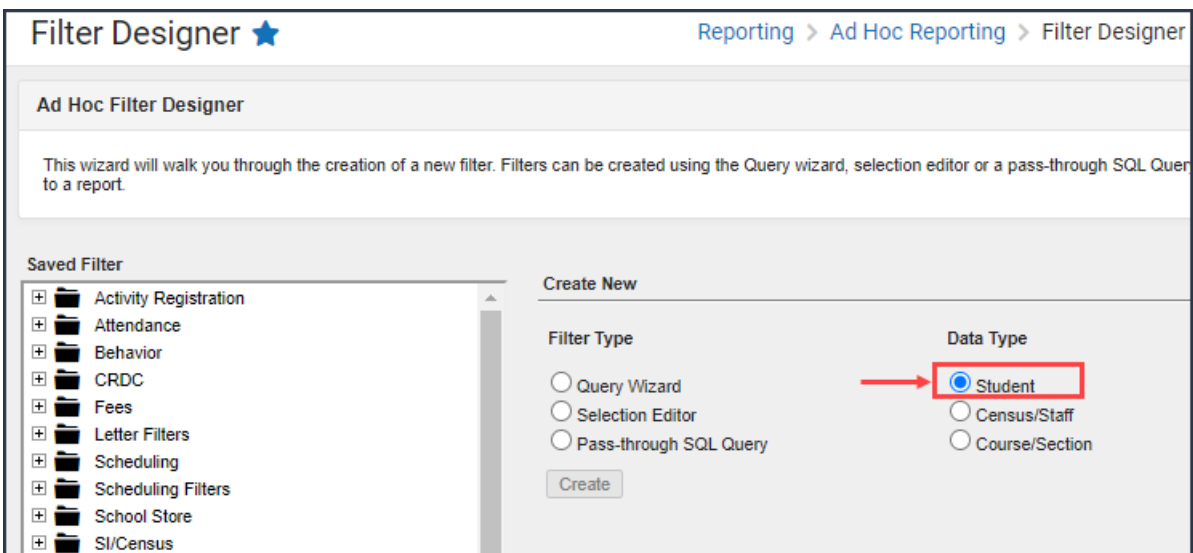 Filter Designer
Reporting > Ad Hoc Reporting > Filter Designer
Ad Hoc Filter Designer
This wizard will walk you through the creation of a new filter. Filters can be created using the Query wizard, selection editor or a pass-through SQL Query
to a report.
Saved Filter
Activity Registration
Attendance
Behavior
CRDC
Fees
Letter Filters
Scheduling
Scheduling Filters
School Store
SI/Census
Create New
Filter Type
Query Wizard
Selection Editor
Pass-through SQL Query
Create
Data Type
Student
Census/Staff
Course/Section